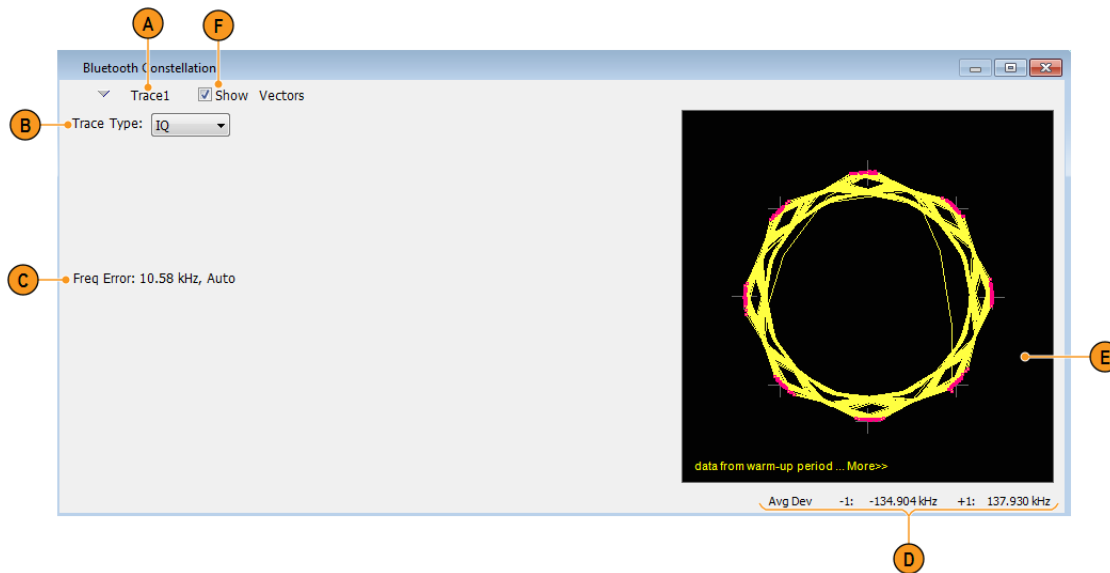 A
F
Bluetooth Constellation
Trace1 Show Vectors
B
Trace Type: IQ
C
Freq Error: 10.58 kHz, Auto
E
data from warm-up period ... More>>
Avg Dev -1: -134.904 kHz +1: 137.930 kHz
D